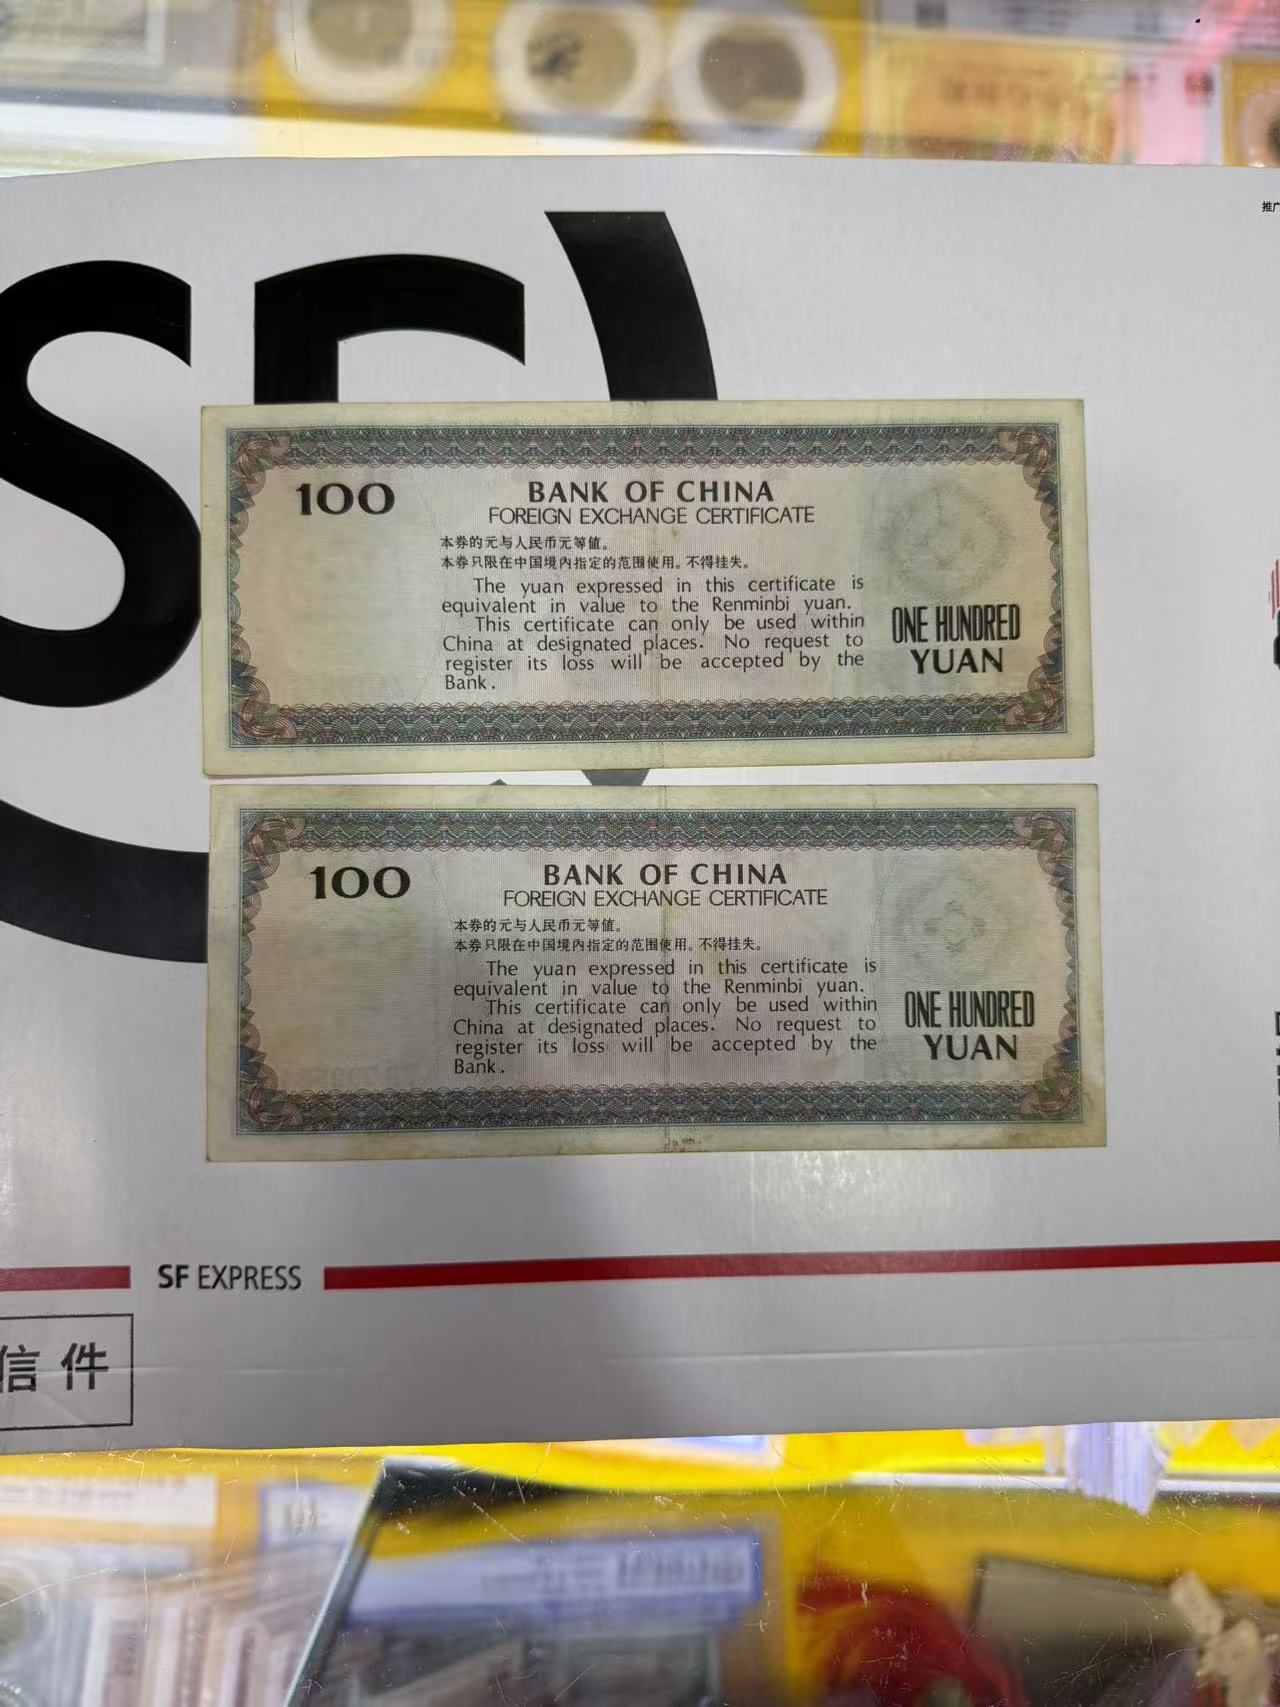 推广
SF
100
BANK OF CHINA
FOREIGN EXCHANGE CERTIFICATE
本券的元与人民币元等值。
本券只限在中国境内指定的范围使用。不得挂失。
The yuan expressed in this certificate is
equivalent in value to the Renminbi yuan.
This certificate can only be used within
China at designated places. No request to
register its loss will be accepted by the
Bank.
ONE HUNDRED
YUAN
100
BANK OF CHINA
FOREIGN EXCHANGE CERTIFICATE
本券的元与人民币元等值。
本券只限在中国境内指定的范围使用。不得挂失。
The yuan expressed in this certificate is
equivalent in value to the Renminbi yuan.
This certificate can only be used within
China at designated places. No request to
register its loss will be accepted by the
Bank.
ONE HUNDRED
YUAN
SF EXPRESS
信件